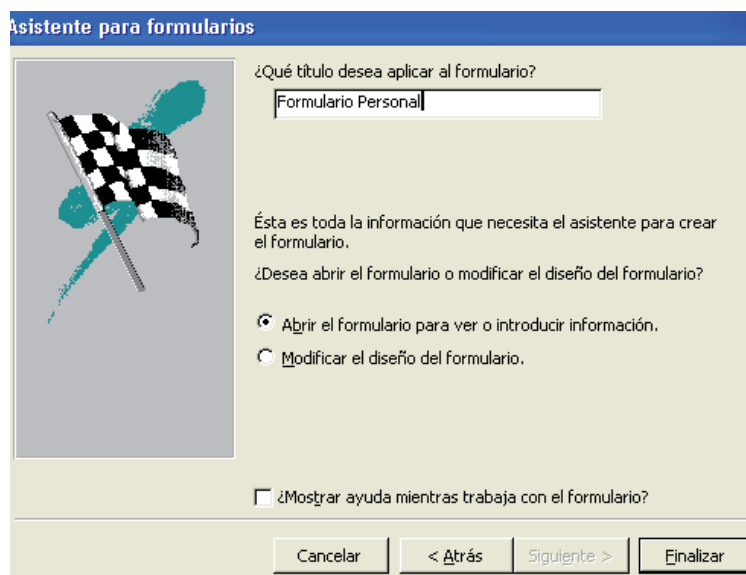 Asistente para formularios
¿Qué título desea aplicar al formulario?
Formulario Personal
Ésta es toda la información que necesita el asistente para crear
el formulario.
¿Desea abrir el formulario o modificar el diseño del formulario?
Abrir el formulario para ver o introducir información.
Modificar el diseño del formulario.
¿Mostrar ayuda mientras trabaja con el formulario?
Cancelar
< Atrás
Siguiente >
Finalizar